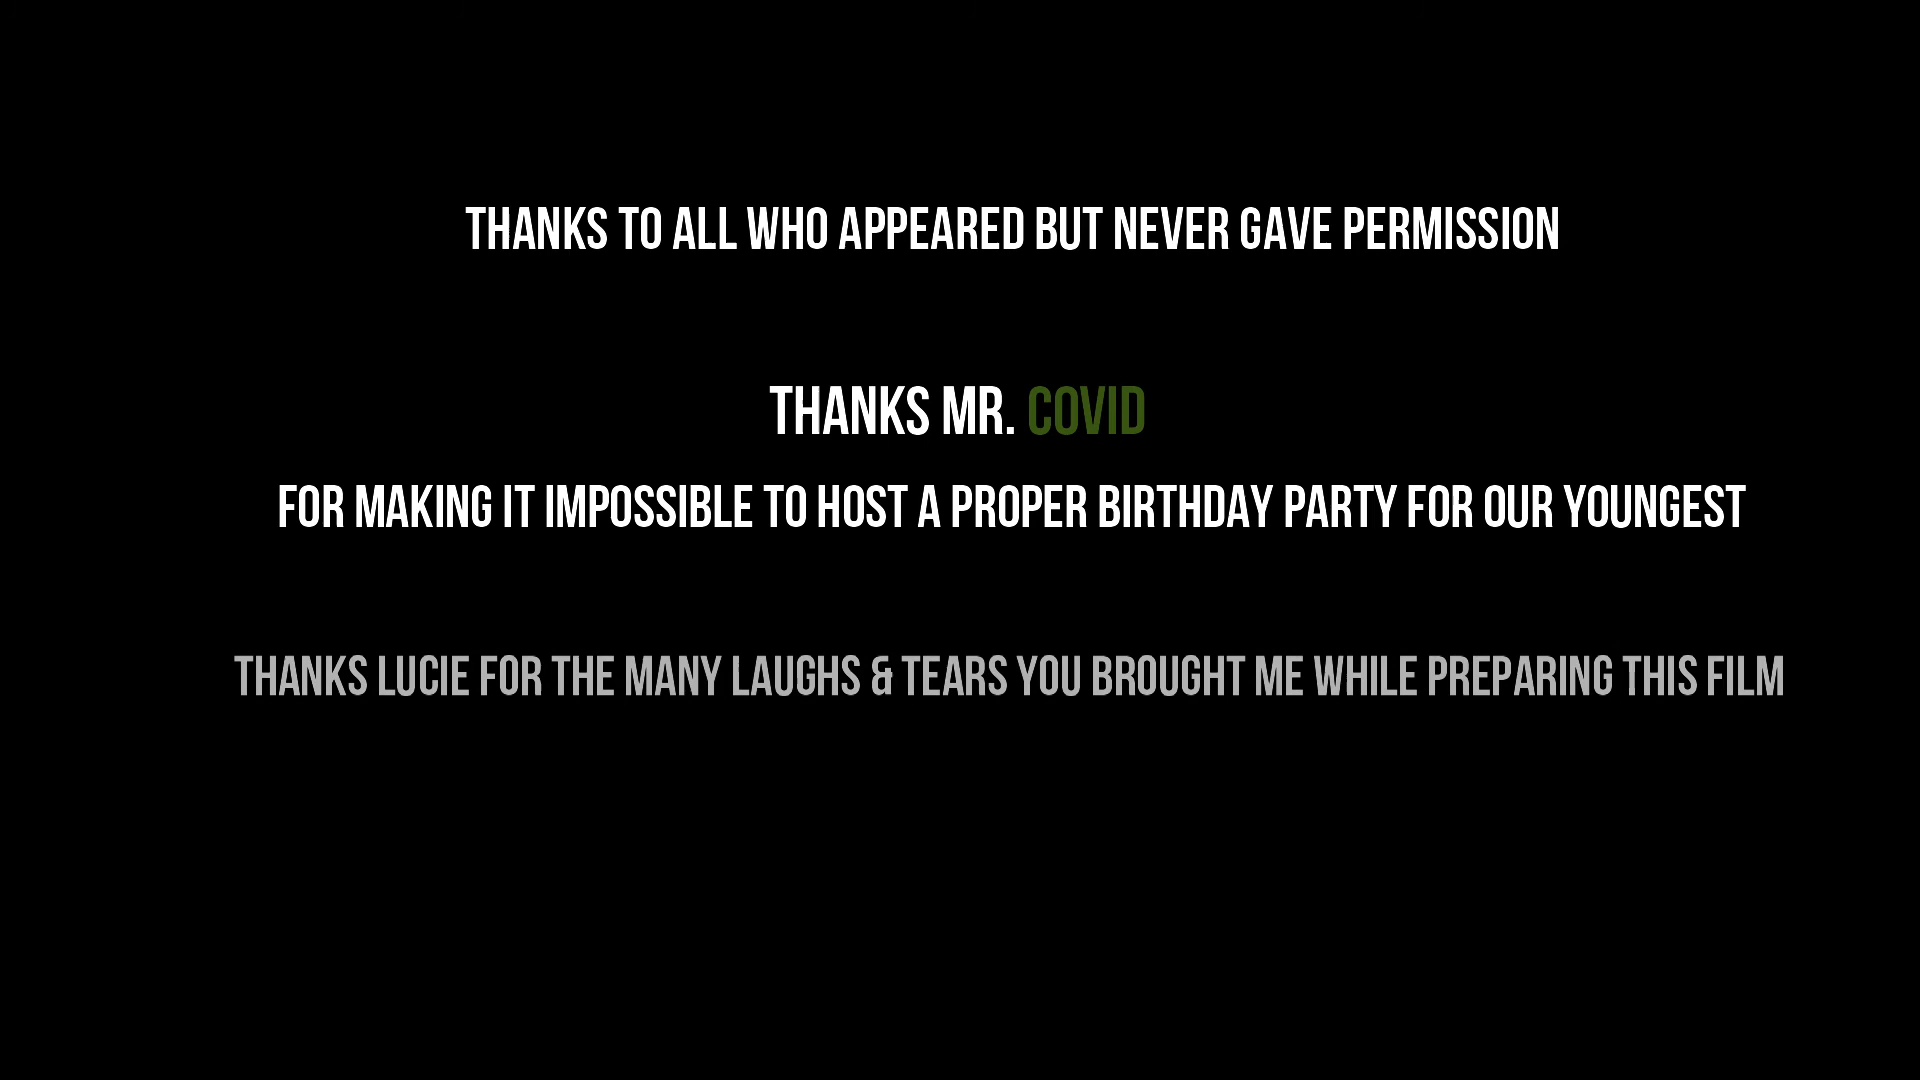 THANKS TO ALL WHO APPEARED BUT NEVER GAVE PERMISSION
THANKS MR. COVID
FOR MAKING IT IMPOSSIBLE TO HOST A PROPER BIRTHDAY PARTY FOR OUR YOUNGEST
THANKS LUCIE FOR THE MANY LAUGHS & TEARS YOU BROUGHT ME WHILE PREPARING THIS FILM